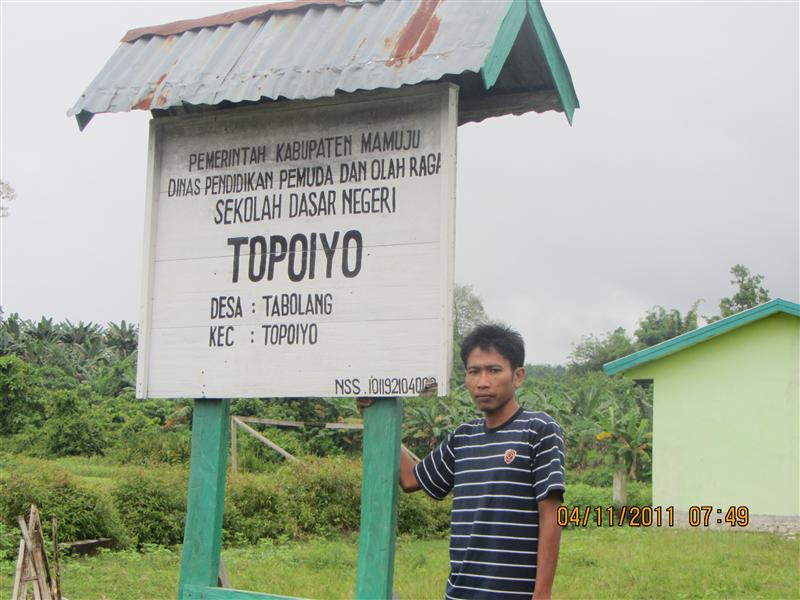 PEMERINTAH KABUPATEN MAMUJU
DINAS PENDIDIKAN PEMUDA DAN OLAH RAGA
SEKOLAH DASAR NEGERI
TOPOIYO
DESA : TABOLANG
KEC : TOPOIYO
NSS.
04/11/2011 07:49